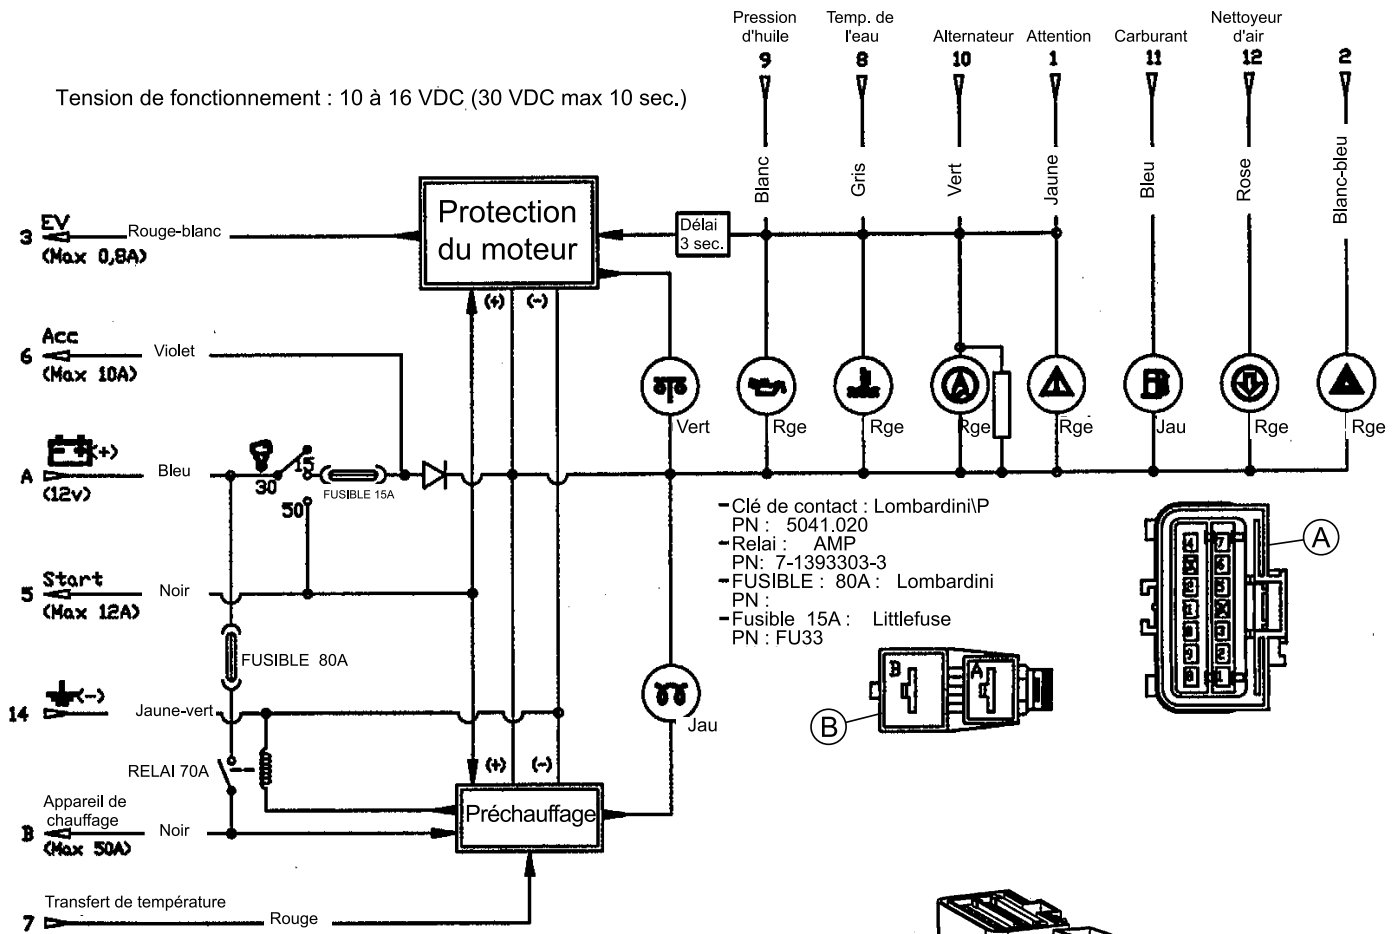 Pression d'huile
9
Temp. de l'eau
8
Alternateur
10
Attention
1
Carburant
11
Nettoyeur d'air
12
2
Tension de fonctionnement : 10 à 16 VDC (30 VDC max 10 sec.)
Blanc
Gris
Vert
Jaune
Bleu
Rose
Blanc-bleu
Protection du moteur
Délai 3 sec.
3
EV
(Max 0,8A)
Rouge-blanc
(+)
(-)
6
Acc
(Max 10A)
Violet
Vert
Rge
Rge
Rge
Rge
Jau
Rge
Rge
A
(+)
(12v)
Bleu
30
15
50
FUSIBLE 15A
-Clé de contact : Lombardini\P
PN : 5041.020
-Relai : AMP
PN: 7-1393303-3
-FUSIBLE : 80A : Lombardini
PN :
-Fusible 15A : Littlefuse
PN : FU33
A
5
Start
(Max 12A)
Noir
FUSIBLE 80A
14
(-)
Jaune-vert
Jau
B
A
B
RELAI 70A
(+)
(-)
Préchauffage
Appareil de chauffage
B
(Max 50A)
Noir
Transfert de température
7
Rouge